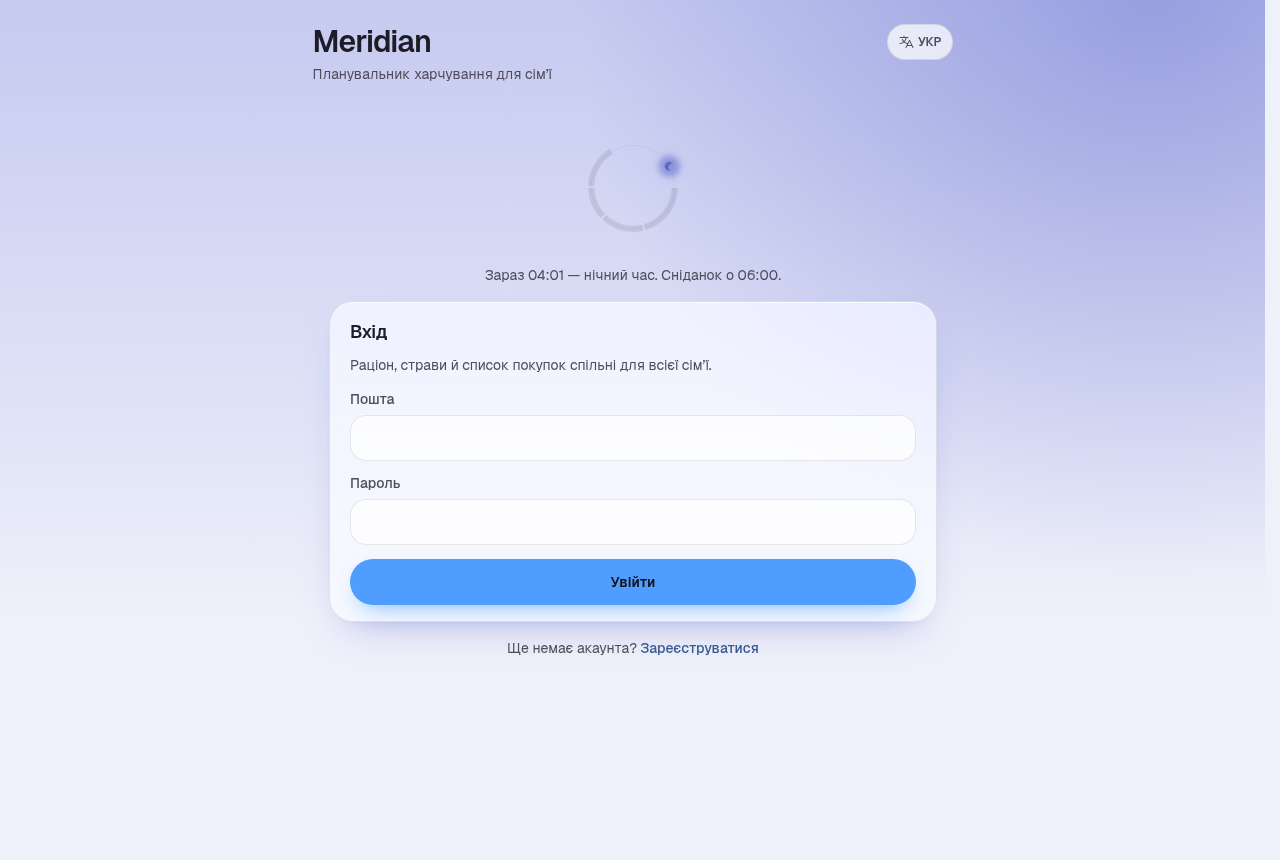 Meridian
УКР
Планувальник харчування для сім’ї
Зараз 04:01 — нічний час. Сніданок о 06:00.
Вхід
Раціон, страви й список покупок спільні для всієї сім’ї.
Пошта
Пароль
Увійти
Ще немає акаунта? Зареєструватися